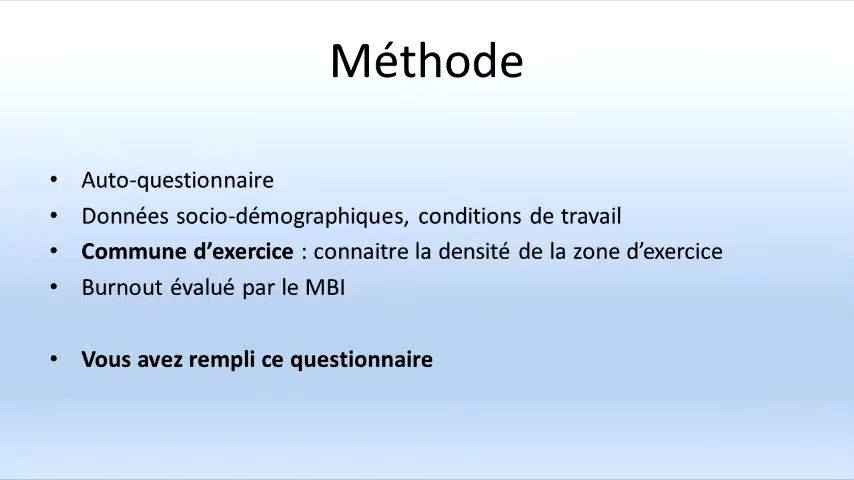 Méthode
• Auto-questionnaire
• Données socio-démographiques, conditions de travail
• Commune d’exercice : connaitre la densité de la zone d’exercice
• Burnout évalué par le MBI
• Vous avez rempli ce questionnaire